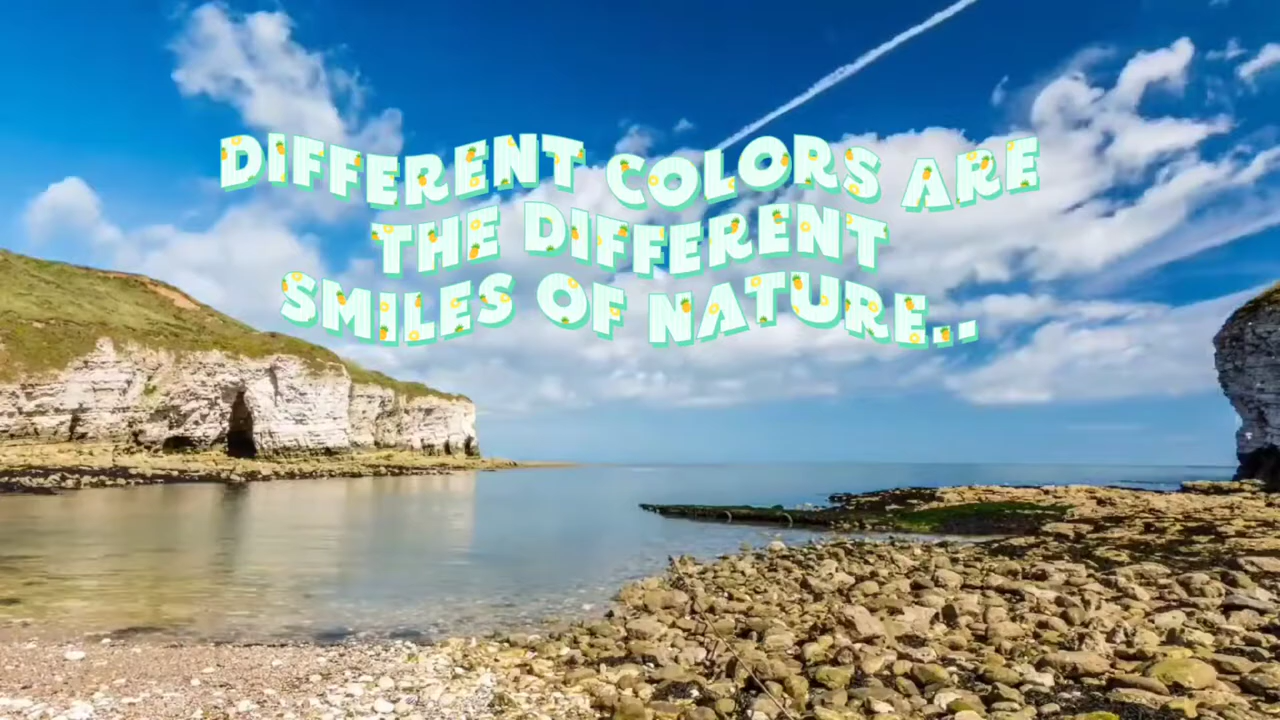 DIFFERENT COLORS ARE
THE DIFFERENT
SMILES OF NATURE..